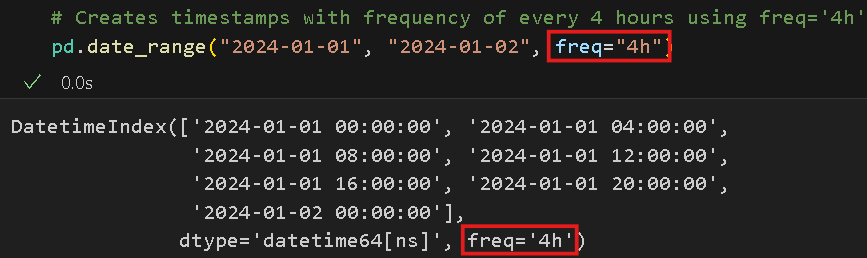 # Creates timestamps with frequency of every 4 hours using freq='4h'
pd.date_range("2024-01-01", "2024-01-02", freq="4h")
0.0s
DatetimeIndex(['2024-01-01 00:00:00', '2024-01-01 04:00:00',
'2024-01-01 08:00:00', '2024-01-01 12:00:00',
'2024-01-01 16:00:00', '2024-01-01 20:00:00',
'2024-01-02 00:00:00'],
dtype='datetime64[ns]', freq='4h')